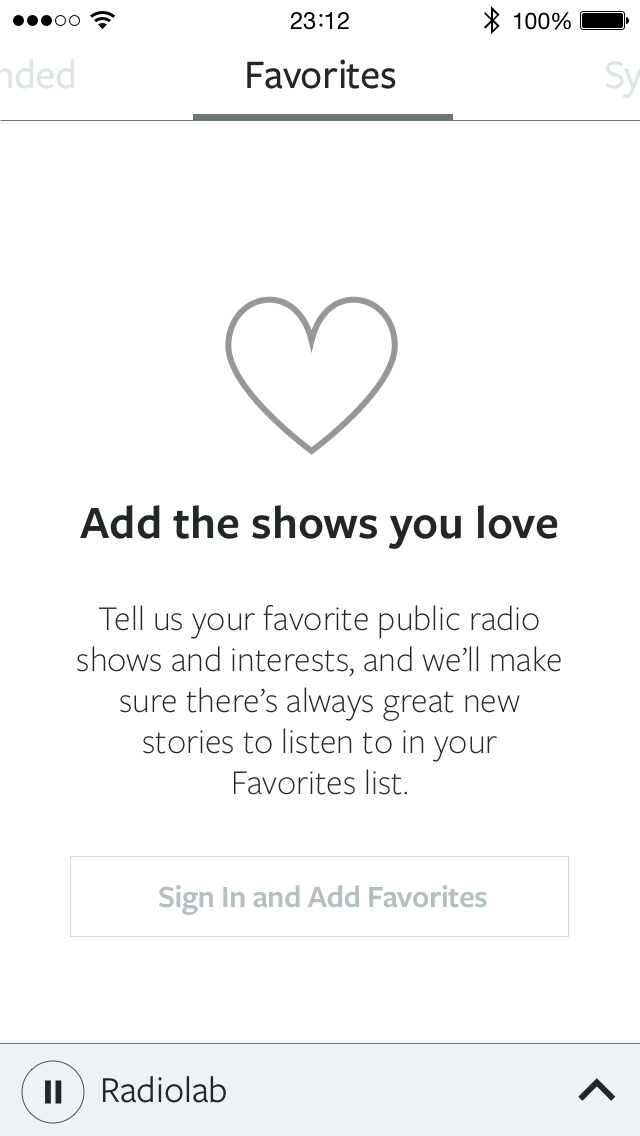 23:12
100%
nded
Favorites
Sy
Add the shows you love
Tell us your favorite public radio
shows and interests, and we’ll make
sure there’s always great new
stories to listen to in your
Favorites list.
Sign In and Add Favorites
Radiolab